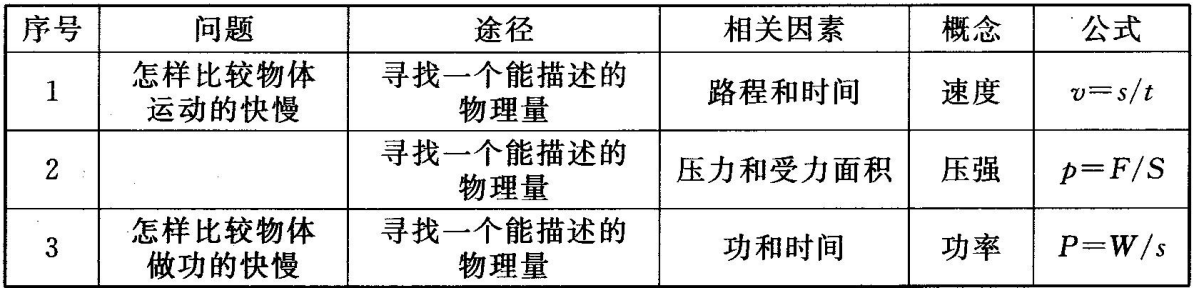 序号 问题 途径 相关因素 概念 公式
1 怎样比较物体运动的快慢 寻找一个能描述的物理量 路程和时间 速度 v=s/t
2 寻找一个能描述的物理量 压力和受力面积 压强 p=F/S
3 怎样比较物体做功的快慢 寻找一个能描述的物理量 功和时间 功率 P=W/s